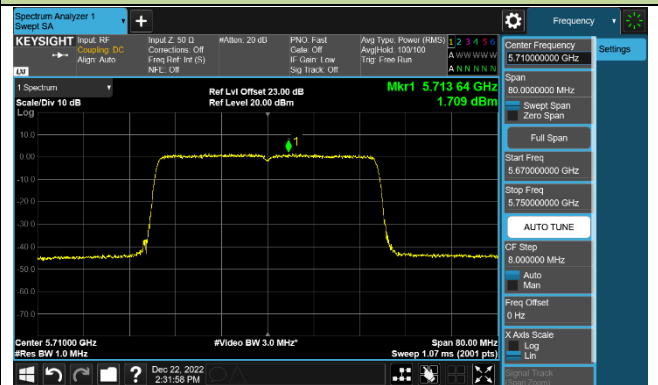 Spectrum Analyzer 1
Swept SA
Frequency
KEYSIGHT
Input: RF
Coupling: DC
Align: Auto
Input Z: 50 Ω
Corrections: Off
Freq Ref: Int (S)
NFE: Off
#Atten: 20 dB
PNO: Fast
Gate: Off
IF Gain: Low
Sig Track: Off
Avg Type: Power (RMS)
Avg|Hold: 100/100
Trig: Free Run
1 2 3 4 5 6
A W W W W W
A N N N N N
LXI
1 Spectrum
Scale/Div 10 dB
Log
Ref Lvl Offset 23.00 dB
Ref Level 20.00 dBm
Mkr1 5.713 64 GHz
1.709 dBm
1
10.0
0.00
-10.0
-20.0
-30.0
-40.0
-50.0
-60.0
-70.0
Center 5.71000 GHz
#Res BW 1.0 MHz
#Video BW 3.0 MHz*
Span 80.00 MHz
Sweep 1.07 ms (2001 pts)
Dec 22, 2022
2:31:58 PM
Center Frequency
5.710000000 GHz
Span
80.0000000 MHz
Swept Span
Zero Span
Full Span
Start Freq
5.670000000 GHz
Stop Freq
5.750000000 GHz
AUTO TUNE
CF Step
8.000000 MHz
Auto
Man
Freq Offset
0 Hz
X Axis Scale
Log
Lin
Signal Track
(Span Zoom)
Settings